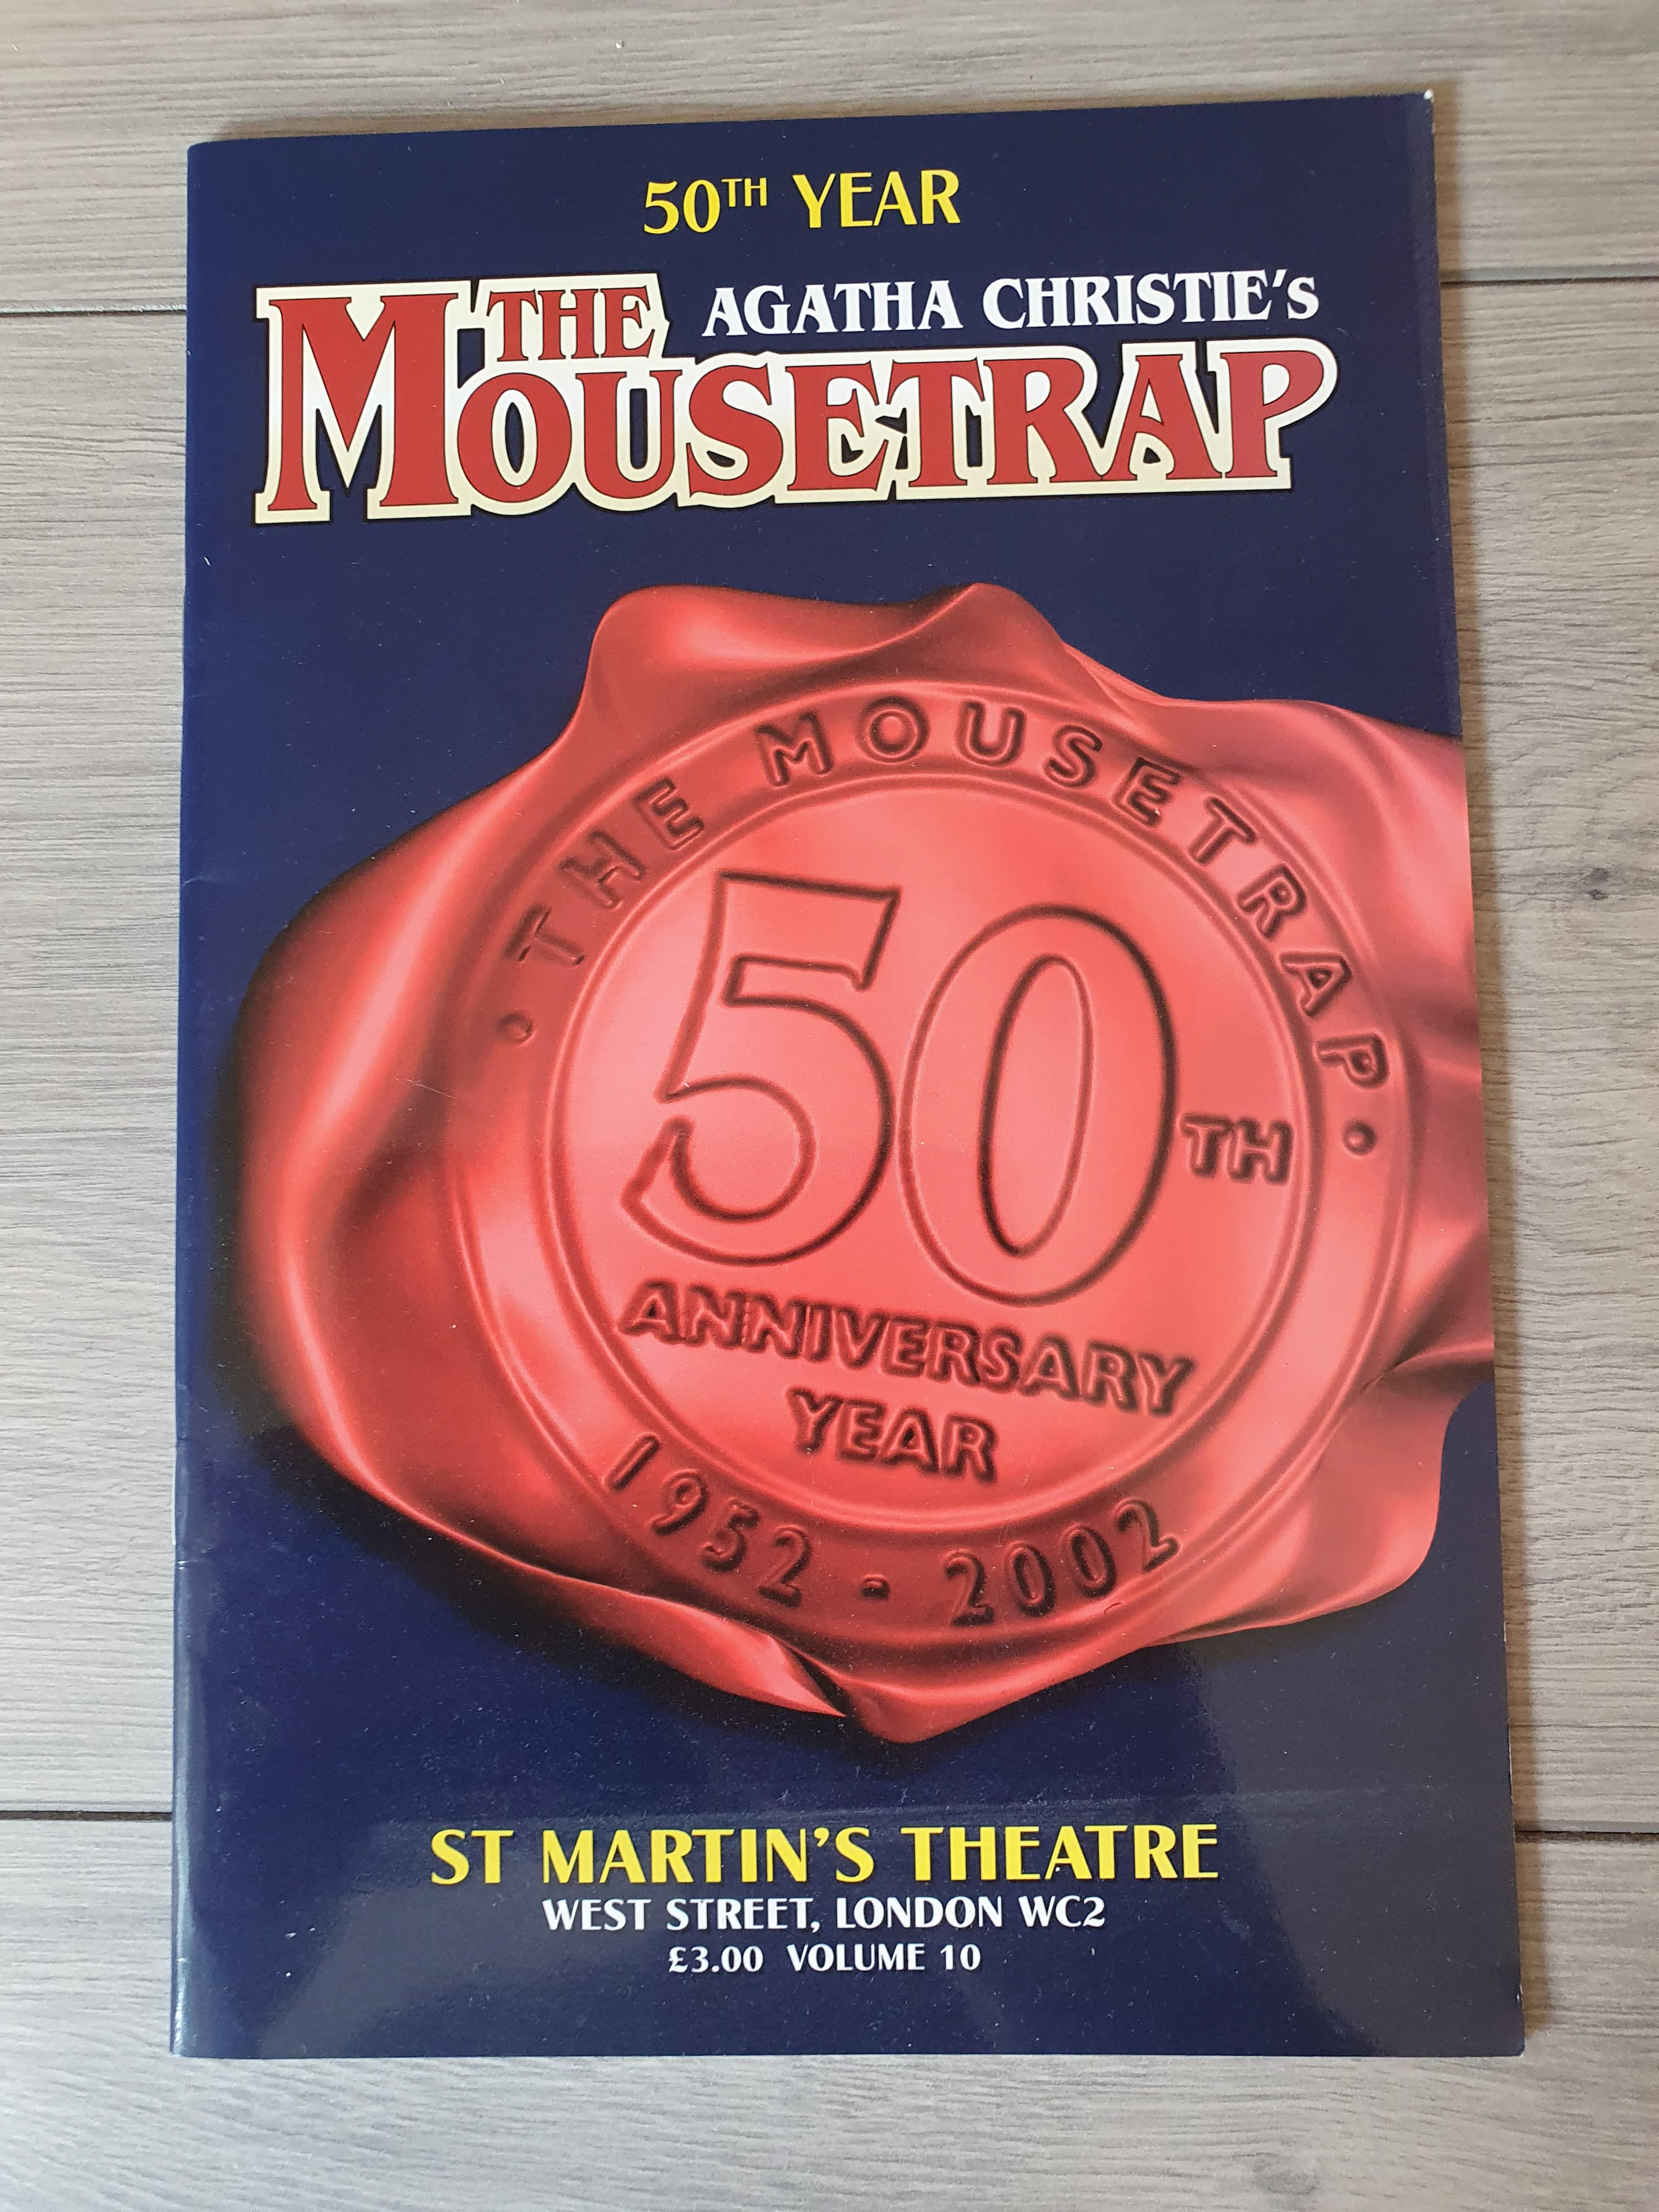 50TH YEAR
AGATHA CHRISTIE's
THE
MOUSETRAP
• THE MOUSETRAP •
50TH
ANNIVERSARY
YEAR
1952 - 2002
ST MARTIN'S THEATRE
WEST STREET, LONDON WC2
£3.00 VOLUME 10